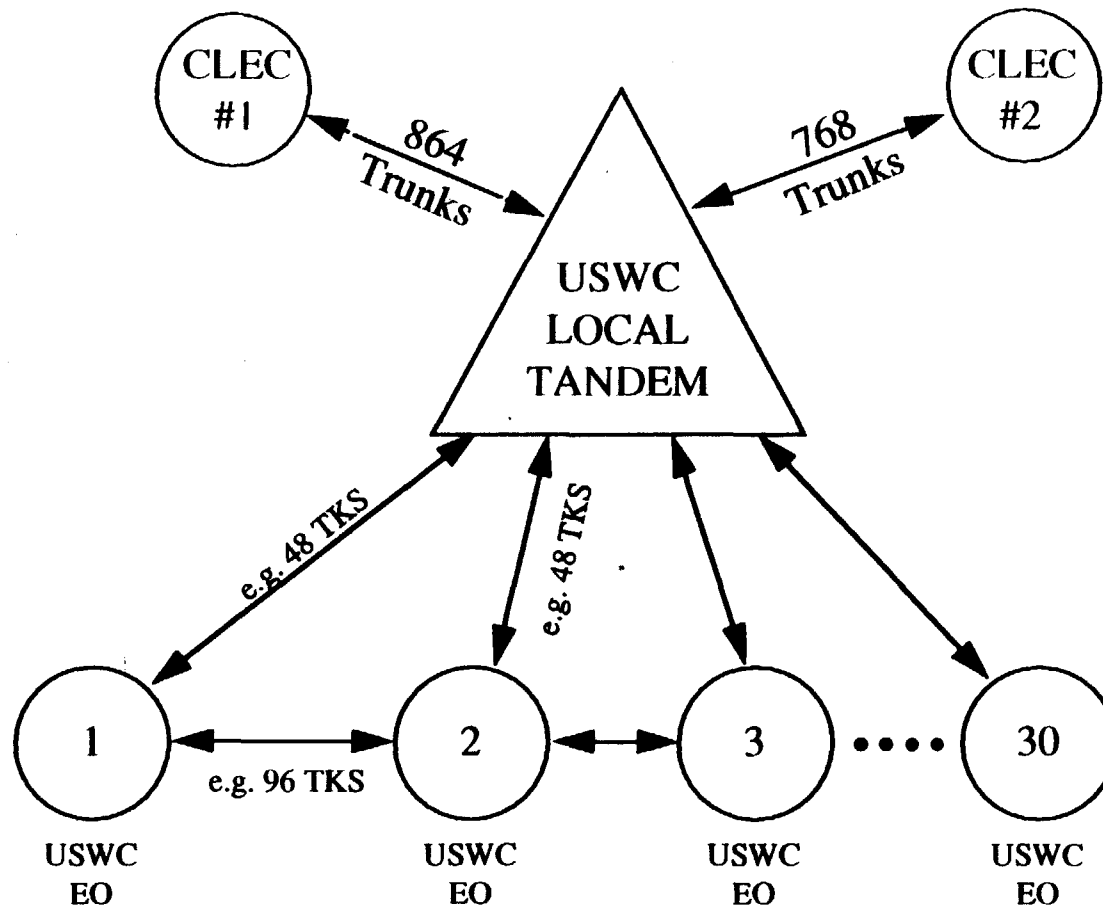 CLEC
#1
864
Trunks
768
Trunks
CLEC
#2
USWC
LOCAL
TANDEM
e.g. 48 TKS
e.g. 48 TKS
1
2
3
30
e.g. 96 TKS
USWC
EO
USWC
EO
USWC
EO
USWC
EO